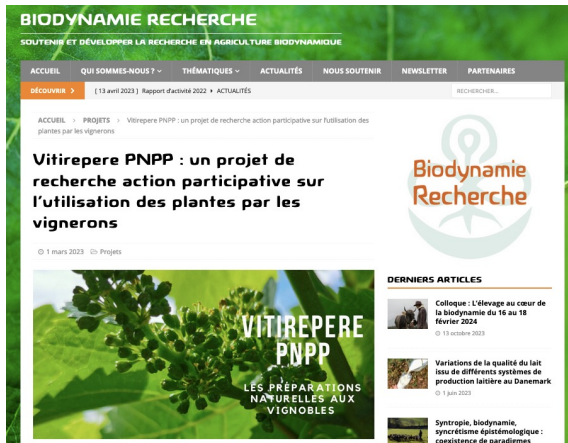 BIODYNAMIE RECHERCHE
SOUTENIR ET DÉVELOPPER LA RECHERCHE EN AGRICULTURE BIODYNAMIQUE
ACCUEIL QUI SOMMES-NOUS ? THÉMATIQUES ACTUALITÉS NOUS SOUTENIR NEWSLETTER PARTENAIRES
DÉCOUVRIR > [ 13 avril 2023 ] Rapport d'activité 2022 ACTUALITÉS RECHERCHER...
ACCUEIL > PROJETS > Vitirepere PNPP : un projet de recherche action participative sur l'utilisation des
plantes par les vignerons
Vitirepere PNPP : un projet de
recherche action participative sur
l'utilisation des plantes par les
vignerons
1 mars 2023 Projets
VITIREPERE
PNPP
LES PRÉPARATIONS
NATURELLES AUX
VIGNOBLES
Biodynamie
Recherche
DERNIERS ARTICLES
Colloque : L'élevage au cœur de
la biodynamie du 16 au 18
février 2024
13 octobre 2023
Variations de la qualité du lait
issu de différents systèmes de
production laitière au Danemark
1 juin 2023
Syntropie, biodynamie,
syncrétisme épistémologique :
coexistence de paradigmes